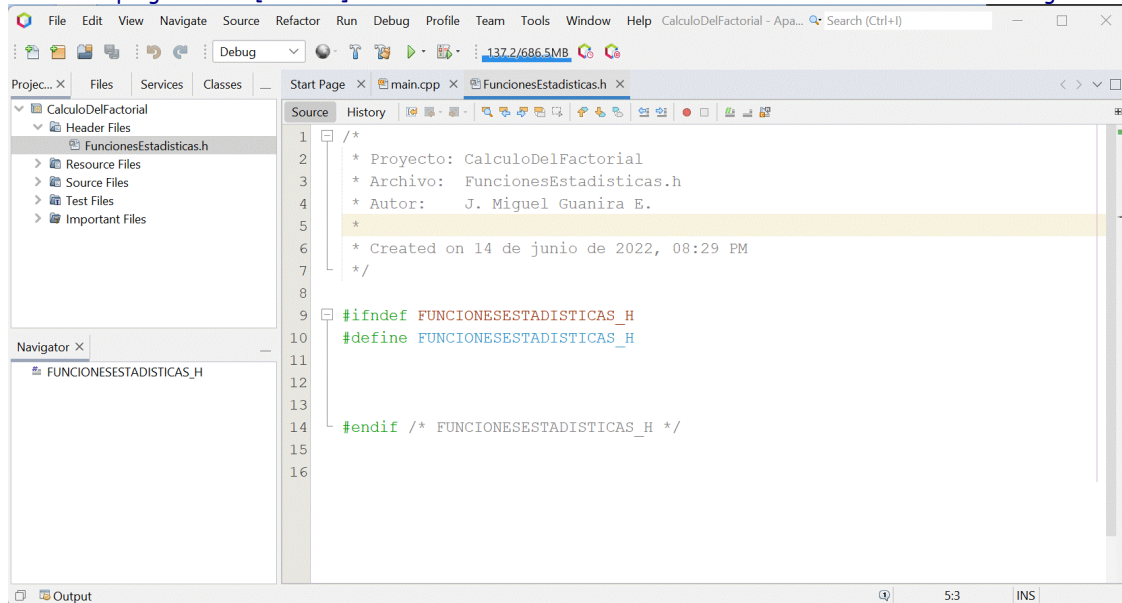 File Edit View Navigate Source Refactor Run Debug Profile Team Tools Window Help CalculoDelFactorial - Apa... Search (Ctrl+I)
Debug 137.2/686.5MB
Projec... Files Services Classes
Start Page main.cpp FuncionesEstadisticas.h
CalculoDelFactorial
Header Files
FuncionesEstadisticas.h
Resource Files
Source Files
Test Files
Important Files
Source History
1 /*
2 * Proyecto: CalculoDelFactorial
3 * Archivo: FuncionesEstadisticas.h
4 * Autor: J. Miguel Guanira E.
5 *
6 * Created on 14 de junio de 2022, 08:29 PM
7 */
8
9 #ifndef FUNCIONESESTADISTICAS_H
10 #define FUNCIONESESTADISTICAS_H
11
12
13
14 #endif /* FUNCIONESESTADISTICAS_H */
15
16
Navigator
FUNCIONESESTADISTICAS_H
Output 5:3 INS